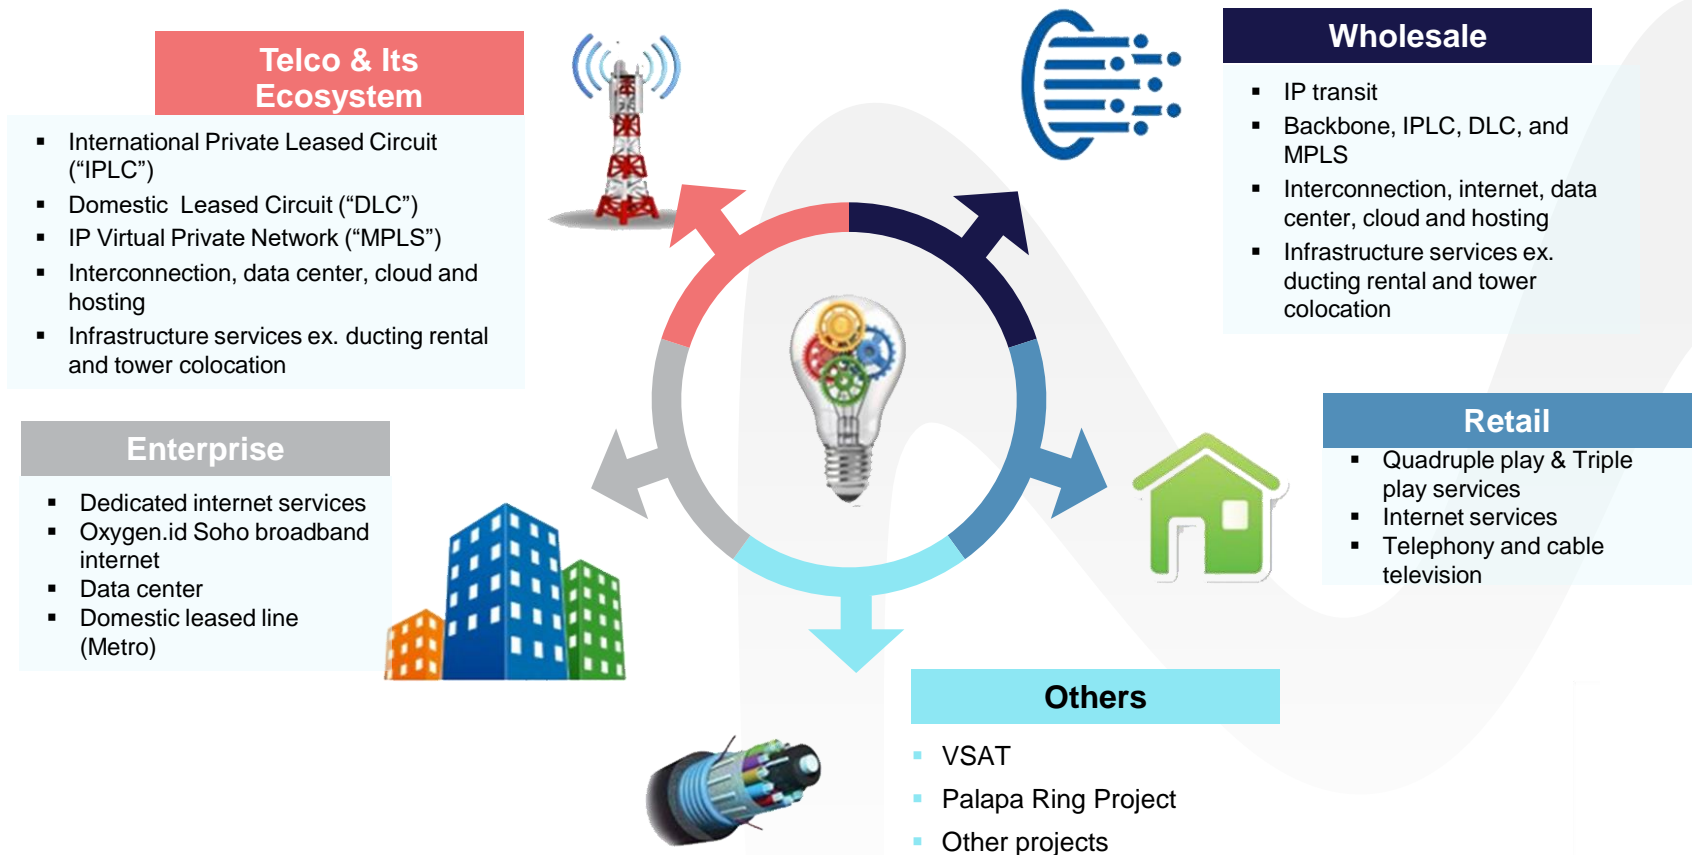 Telco & Its
Ecosystem
▪ International Private Leased Circuit
(“IPLC”)
▪ Domestic  Leased Circuit (“DLC”)
▪ IP Virtual Private Network (“MPLS”)
▪ Interconnection, data center, cloud and
hosting
▪ Infrastructure services ex. ducting rental
and tower colocation
Wholesale
▪ IP transit
▪ Backbone, IPLC, DLC, and
MPLS
▪ Interconnection, internet, data
center, cloud and hosting
▪ Infrastructure services ex.
ducting rental and tower
colocation
Enterprise
▪ Dedicated internet services
▪ Oxygen.id Soho broadband
internet
▪ Data center
▪ Domestic leased line
(Metro)
Retail
▪ Quadruple play & Triple
play services
▪ Internet services
▪ Telephony and cable
television
Others
▪ VSAT
▪ Palapa Ring Project
▪ Other projects